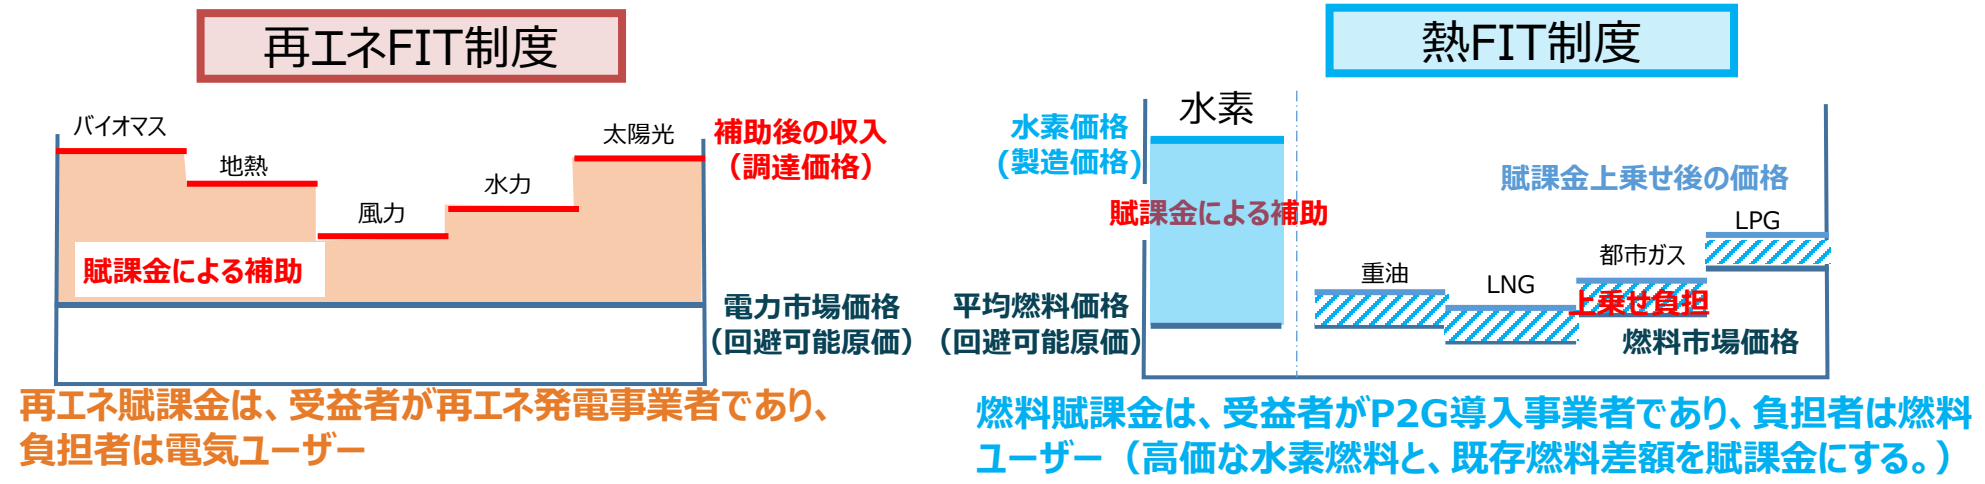 再エネFIT制度
バイオマス
地熱
風力
水力
太陽光
補助後の収入
（調達価格）
賦課金による補助
電力市場価格
（回避可能原価）
再エネ賦課金は、受益者が再エネ発電事業者であり、
負担者は電気ユーザー
熱FIT制度
水素
水素価格
(製造価格)
賦課金による補助
平均燃料価格
（回避可能原価）
賦課金上乗せ後の価格
重油
LNG
都市ガス
LPG
上乗せ負担
燃料市場価格
燃料賦課金は、受益者がP2G導入事業者であり、負担者は燃料
ユーザー（高価な水素燃料と、既存燃料差額を賦課金にする。）